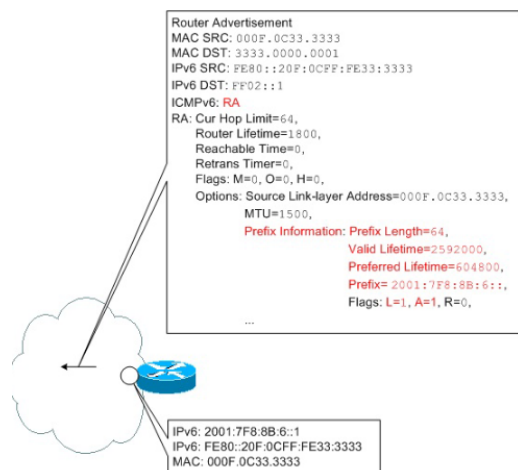 Router Advertisement
MAC SRC: 000F.0C33.3333
MAC DST: 3333.0000.0001
IPv6 SRC: FE80::20F:0CFF:FE33:3333
IPv6 DST: FF02::1
ICMPv6: RA
RA: Cur Hop Limit=64,
Router Lifetime=1800,
Reachable Time=0,
Retrans Timer=0,
Flags: M=0, O=0, H=0,
Options: Source Link-layer Address=000F.0C33.3333,
MTU=1500,
Prefix Information: Prefix Length=64,
Valid Lifetime=2592000,
Preferred Lifetime=604800,
Prefix= 2001:7F8:8B:6::,
Flags: L=1, A=1, R=0,
...
IPv6: 2001:7F8:8B:6::1
IPv6: FE80::20F:0CFF:FE33:3333
MAC: 000F.0C33.3333